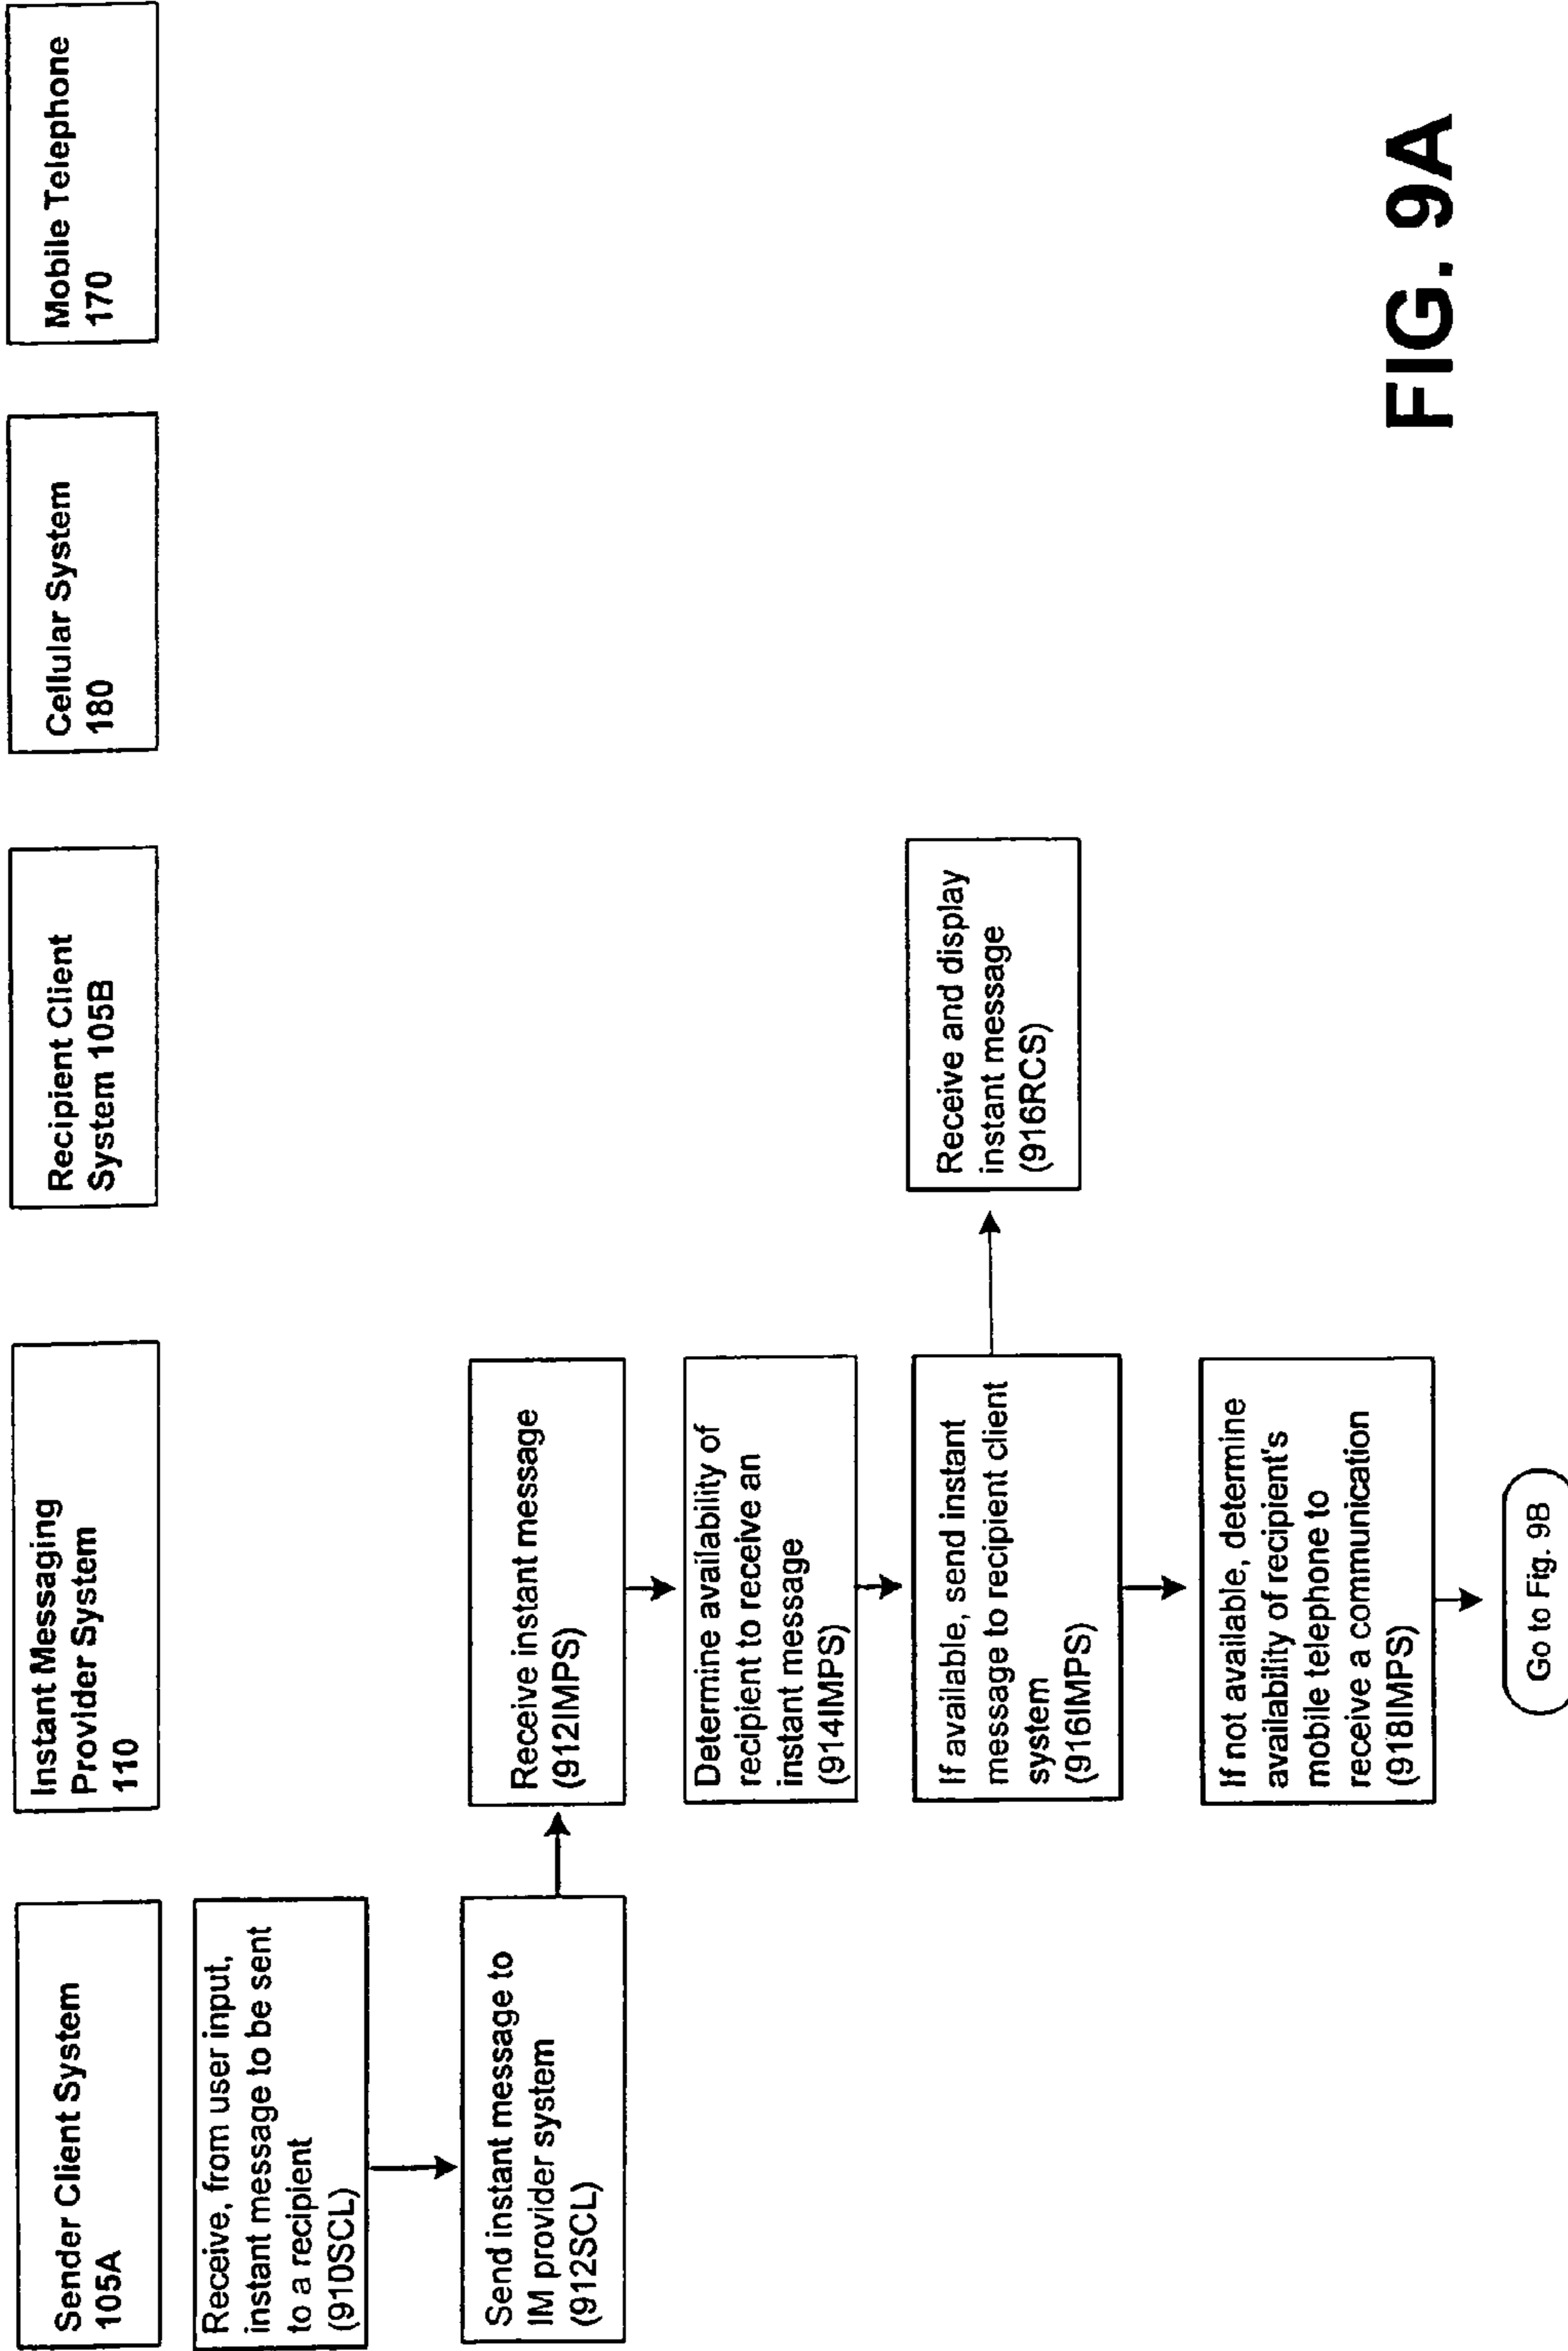 Sender Client System
105A
Instant Messaging
Provider System
110
Recipient Client
System 105B
Cellular System
180
Mobile Telephone
170
Receive, from user input,
instant message to be sent
to a recipient
(910SCL)
Send instant message to
IM provider system
(912SCL)
Receive instant message
(912IMPS)
Determine availability of
recipient to receive an
instant message
(914IMPS)
If available, send instant
message to recipient client
system
(916IMPS)
Receive and display
instant message
(916RCS)
If not available, determine
availability of recipient's
mobile telephone to
receive a communication
(918IMPS)
Go to Fig. 9B
FIG. 9A